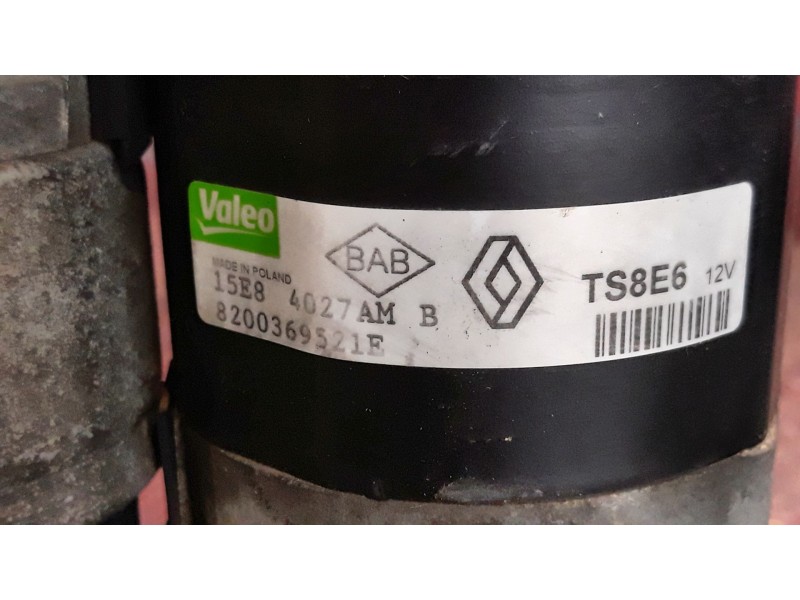 Valeo
MADE IN POLAND
15E8 4027AM B
8200369521E
BAB
TS8E6 12V